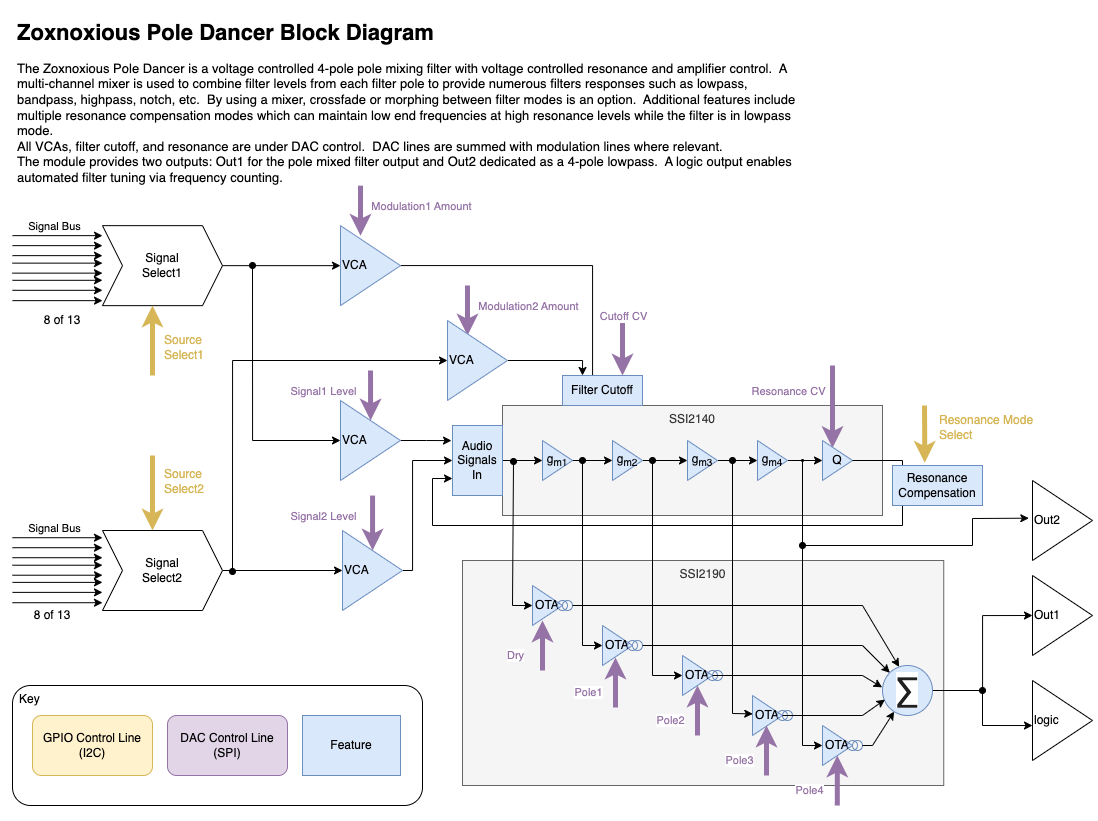 Zoxnoxious Pole Dancer Block Diagram
The Zoxnoxious Pole Dancer is a voltage controlled 4-pole pole mixing filter with voltage controlled resonance and amplifier control.  A
multi-channel mixer is used to combine filter levels from each filter pole to provide numerous filters responses such as lowpass,
bandpass, highpass, notch, etc.  By using a mixer, crossfade or morphing between filter modes is an option.  Additional features include
multiple resonance compensation modes which can maintain low end frequencies at high resonance levels while the filter is in lowpass
mode.
All VCAs, filter cutoff, and resonance are under DAC control.  DAC lines are summed with modulation lines where relevant.
The module provides two outputs: Out1 for the pole mixed filter output and Out2 dedicated as a 4-pole lowpass.  A logic output enables
automated filter tuning via frequency counting.
Modulation1 Amount
Signal Bus
Signal
Select1
VCA
8 of 13
Source
Select1
Modulation2 Amount
VCA
Cutoff CV
Filter Cutoff
Signal1 Level
VCA
Resonance CV
SSI2140
Resonance Mode
Select
Audio
Signals
In
gm1
gm2
gm3
gm4
Q
Resonance
Compensation
Source
Select2
Signal2 Level
Signal Bus
Signal
Select2
VCA
8 of 13
Out2
SSI2190
OTA
Dry
OTA
Pole1
OTA
Pole2
OTA
Pole3
OTA
Pole4
Σ
Out1
logic
Key
GPIO Control Line
(I2C)
DAC Control Line
(SPI)
Feature